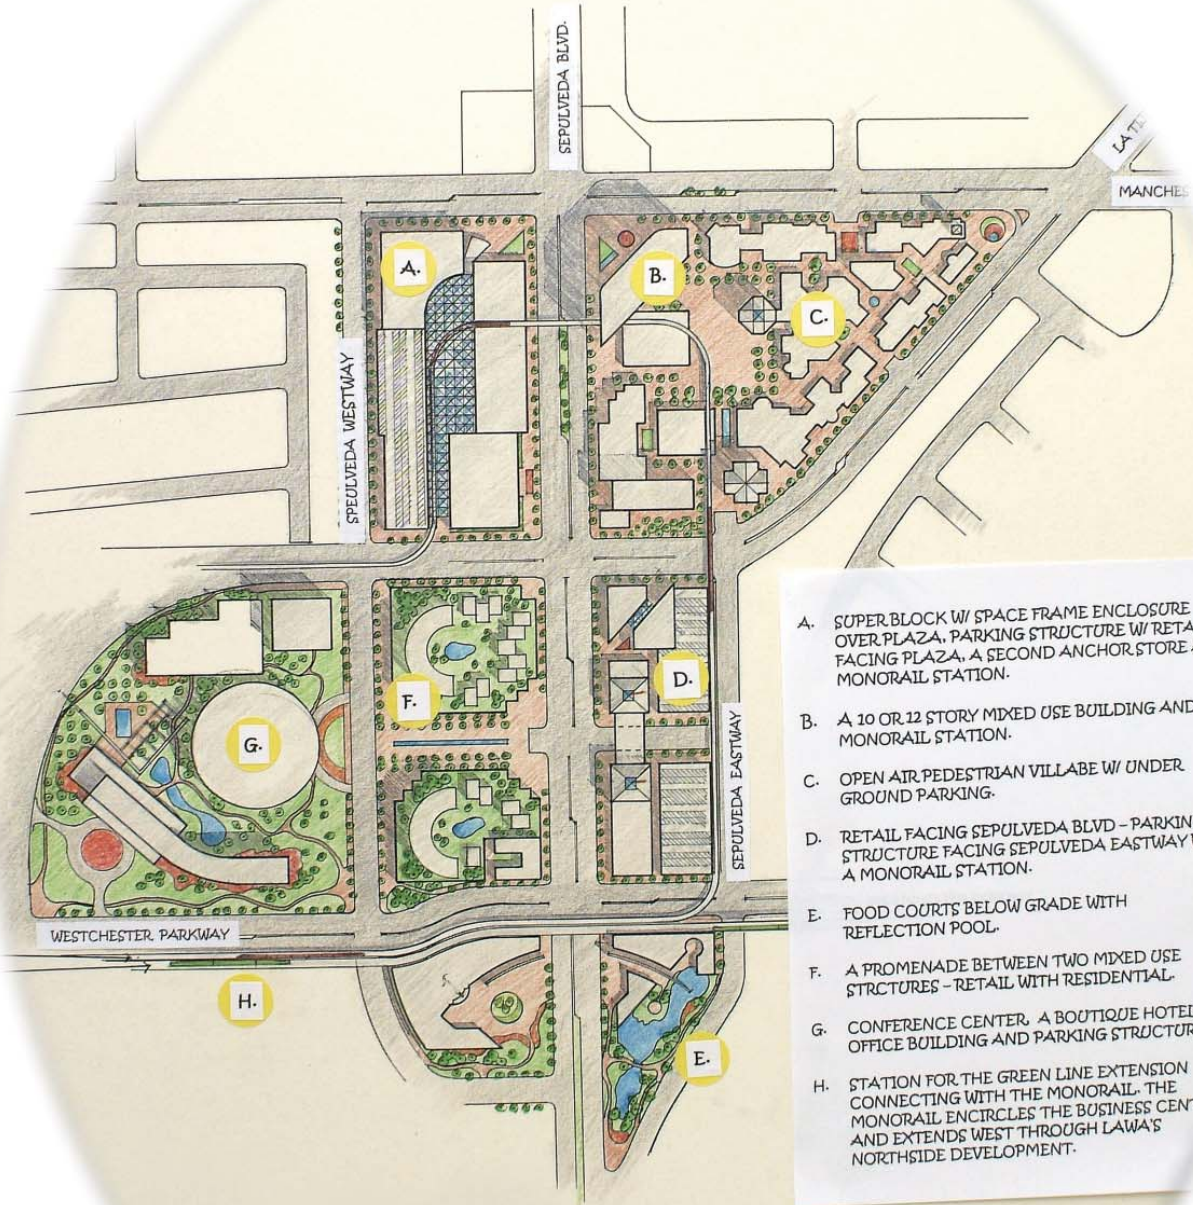 SEPULVEDA BLVD.
LA TI
MANCHES
A.
B.
C.
SPEULVEDA WESTWAY
F.
D.
G.
SEPULVEDA EASTWAY
WESTCHESTER PARKWAY
H.
E.
A. SUPER BLOCK W/ SPACE FRAME ENCLOSURE
OVER PLAZA, PARKING STRUCTURE W/ RETA
FACING PLAZA, A SECOND ANCHOR STORE
MONORAIL STATION.
B. A 10 OR 12 STORY MIXED USE BUILDING AND
MONORAIL STATION.
C. OPEN AIR PEDESTRIAN VILLABE W/ UNDER
GROUND PARKING.
D. RETAIL FACING SEPULVEDA BLVD - PARKIN
STRUCTURE FACING SEPULVEDA EASTWAY
A MONORAIL STATION.
E. FOOD COURTS BELOW GRADE WITH
REFLECTION POOL.
F. A PROMENADE BETWEEN TWO MIXED USE
STRCTURES - RETAIL WITH RESIDENTIAL.
G. CONFERENCE CENTER, A BOUTIQUE HOTEL
OFFICE BUILDING AND PARKING STRUCTUR
H. STATION FOR THE GREEN LINE EXTENSION
CONNECTING WITH THE MONORAIL. THE
MONORAIL ENCIRCLES THE BUSINESS CENT
AND EXTENDS WEST THROUGH LAWA'S
NORTHSIDE DEVELOPMENT.